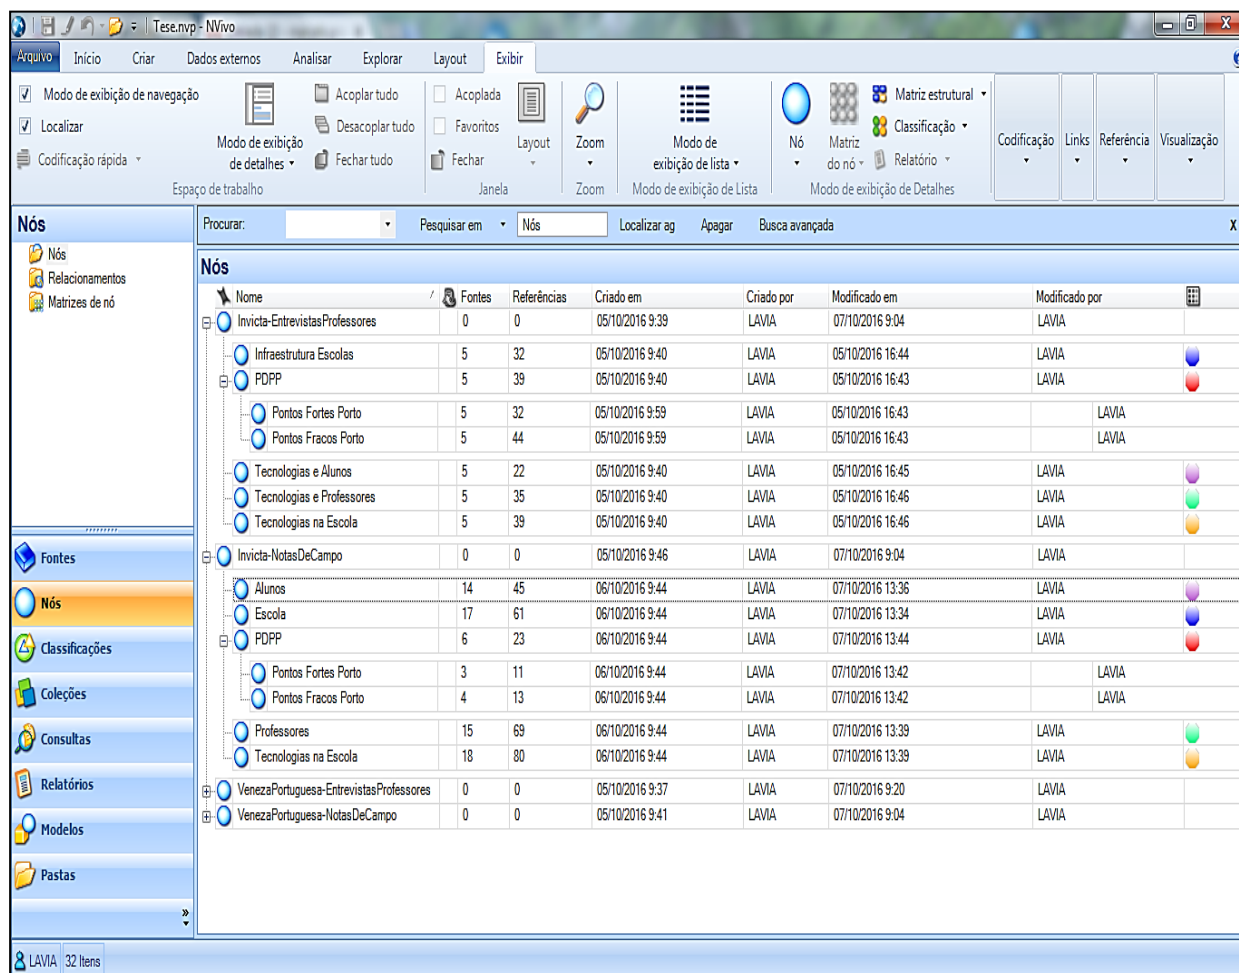 Tese.nvp - NVivo
Arquivo Início Criar Dados externos Analisar Explorar Layout Exibir
Modo de exibição de navegação
Localizar
Codificação rápida
Modo de exibição de detalhes
Acoplar tudo
Desacoplar tudo
Fechar tudo
Espaço de trabalho
Acoplada
Favoritos
Fechar
Layout
Janela
Zoom
Zoom
Modo de exibição de lista
Modo de exibição de Lista
Nó
Matriz do nó
Matriz estrutural
Classificação
Relatório
Modo de exibição de Detalhes
Codificação Links Referência Visualização
Nós
Nós
Relacionamentos
Matrizes de nó
Procurar: Pesquisar em Nós Localizar ag Apagar Busca avançada x
Nós
Nome Fontes Referências Criado em Criado por Modificado em Modificado por
Invicta-EntrevistasProfessores 0 0 05/10/2016 9:39 LAVIA 07/10/2016 9:04 LAVIA
Infraestrutura Escolas 5 32 05/10/2016 9:40 LAVIA 05/10/2016 16:44 LAVIA
PDPP 5 39 05/10/2016 9:40 LAVIA 05/10/2016 16:43 LAVIA
Pontos Fortes Porto 5 32 05/10/2016 9:59 LAVIA 05/10/2016 16:43 LAVIA
Pontos Fracos Porto 5 44 05/10/2016 9:59 LAVIA 05/10/2016 16:43 LAVIA
Tecnologias e Alunos 5 22 05/10/2016 9:40 LAVIA 05/10/2016 16:45 LAVIA
Tecnologias e Professores 5 35 05/10/2016 9:40 LAVIA 05/10/2016 16:46 LAVIA
Tecnologias na Escola 5 39 05/10/2016 9:40 LAVIA 05/10/2016 16:46 LAVIA
Invicta-NotasDeCampo 0 0 05/10/2016 9:46 LAVIA 07/10/2016 9:04 LAVIA
Alunos 14 45 06/10/2016 9:44 LAVIA 07/10/2016 13:36 LAVIA
Escola 17 61 06/10/2016 9:44 LAVIA 07/10/2016 13:34 LAVIA
PDPP 6 23 06/10/2016 9:44 LAVIA 07/10/2016 13:44 LAVIA
Pontos Fortes Porto 3 11 06/10/2016 9:44 LAVIA 07/10/2016 13:42 LAVIA
Pontos Fracos Porto 4 13 06/10/2016 9:44 LAVIA 07/10/2016 13:42 LAVIA
Professores 15 69 06/10/2016 9:44 LAVIA 07/10/2016 13:39 LAVIA
Tecnologias na Escola 18 80 06/10/2016 9:44 LAVIA 07/10/2016 13:39 LAVIA
VenezaPortuguesa-EntrevistasProfessores 0 0 05/10/2016 9:37 LAVIA 07/10/2016 9:20 LAVIA
VenezaPortuguesa-NotasDeCampo 0 0 05/10/2016 9:41 LAVIA 07/10/2016 9:04 LAVIA
Fontes
Nós
Classificações
Coleções
Consultas
Relatórios
Modelos
Pastas
LAVIA 32 Itens